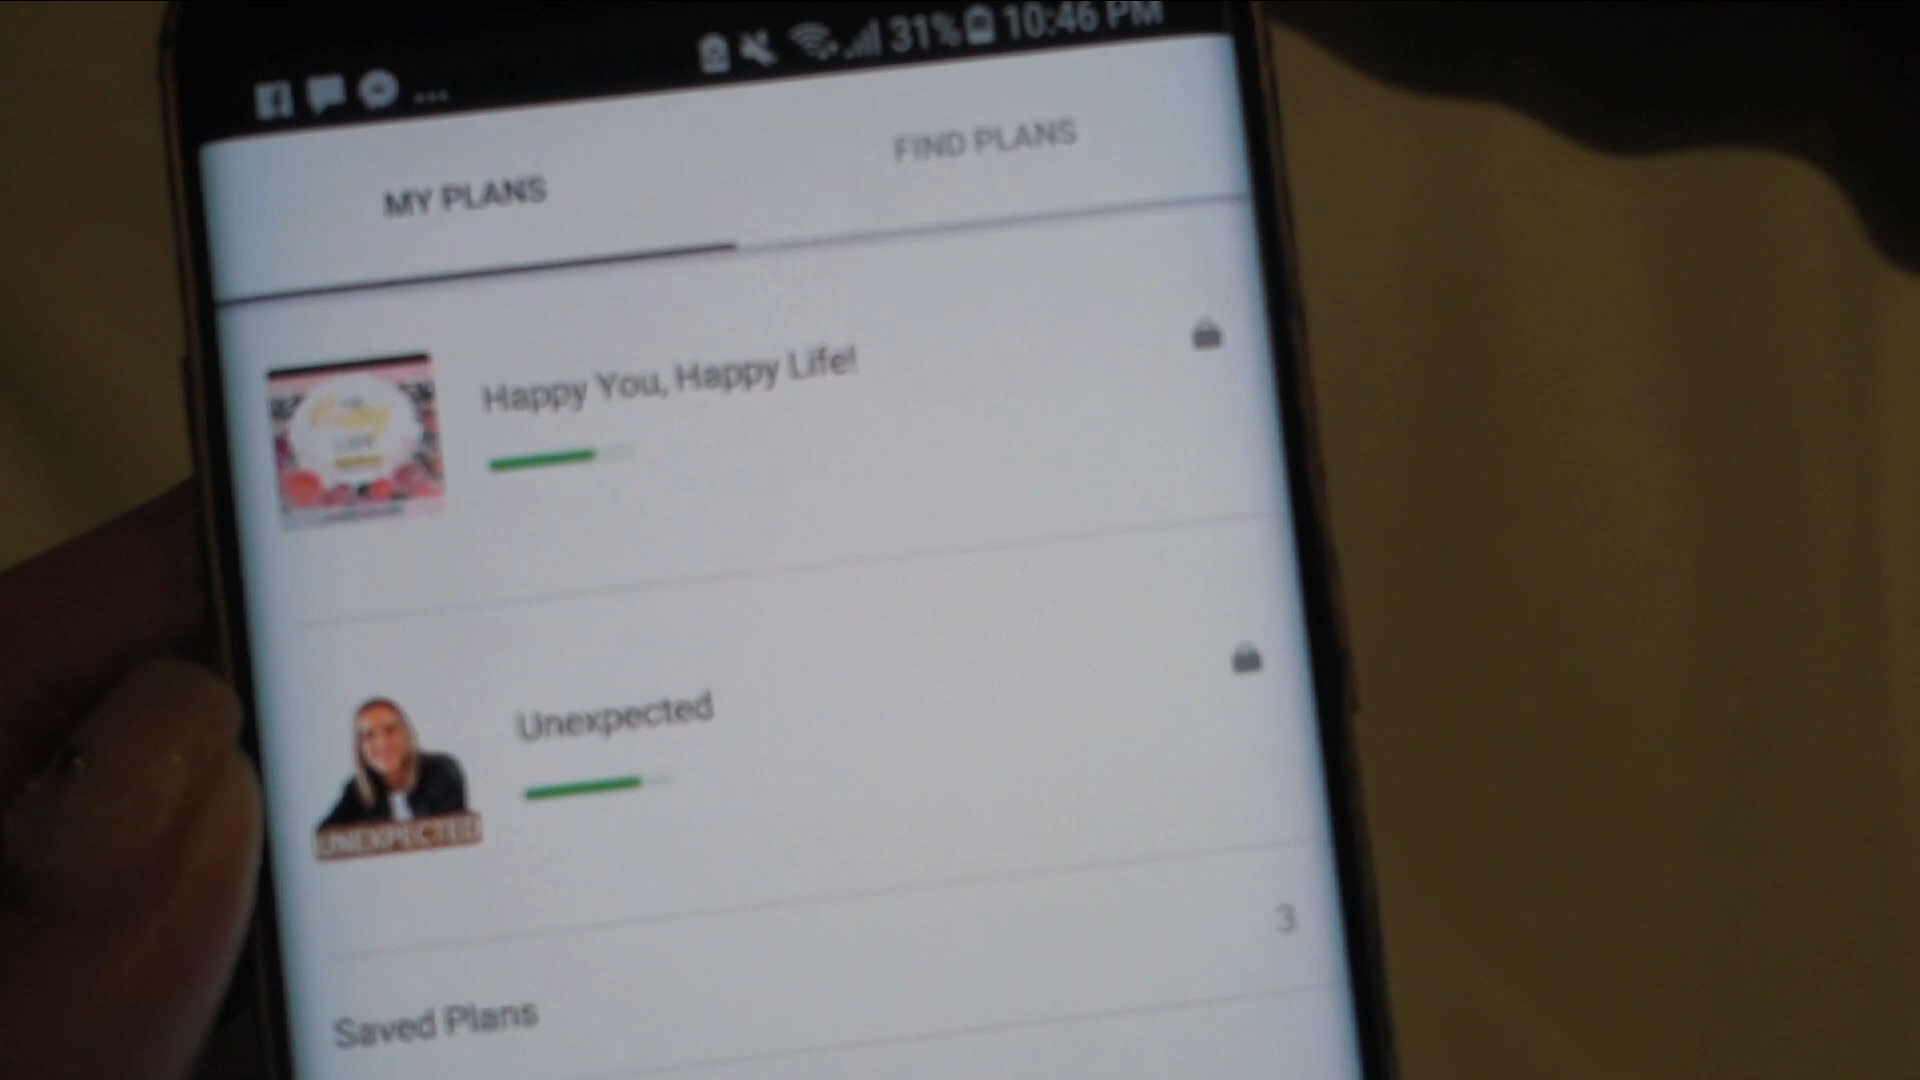 31% 10:46 PM
...
MY PLANS
FIND PLANS
Happy You, Happy Life!
Unexpected
UNEXPECTED
3
Saved Plans